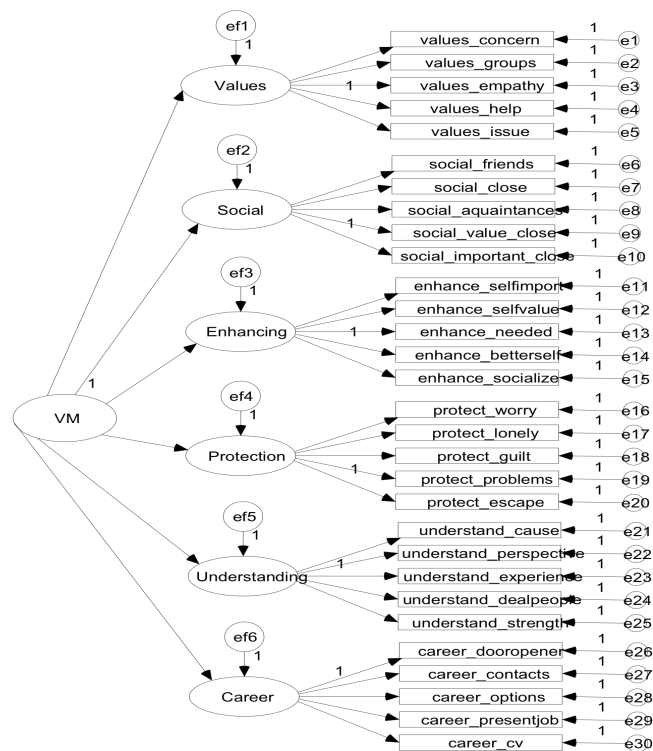 ef1
1
Values
1
values_concern
1
e1
values_groups
1
e2
values_empathy
1
e3
values_help
1
e4
values_issue
1
e5
ef2
1
Social
1
social_friends
1
e6
social_close
1
e7
social_aquaintances
1
e8
social_value_close
1
e9
social_important_close
1
e10
ef3
1
Enhancing
1
enhance_selfimport
1
e11
enhance_selfvalue
1
e12
enhance_needed
1
e13
enhance_betterself
1
e14
enhance_socialize
1
e15
VM
1
ef4
1
Protection
1
protect_worry
1
e16
protect_lonely
1
e17
protect_guilt
1
e18
protect_problems
1
e19
protect_escape
1
e20
ef5
1
Understanding
1
understand_cause
1
e21
understand_perspective
1
e22
understand_experience
1
e23
understand_dealpeople
1
e24
understand_strength
1
e25
ef6
1
Career
1
career_dooropener
1
e26
career_contacts
1
e27
career_options
1
e28
career_presentjob
1
e29
career_cv
1
e30